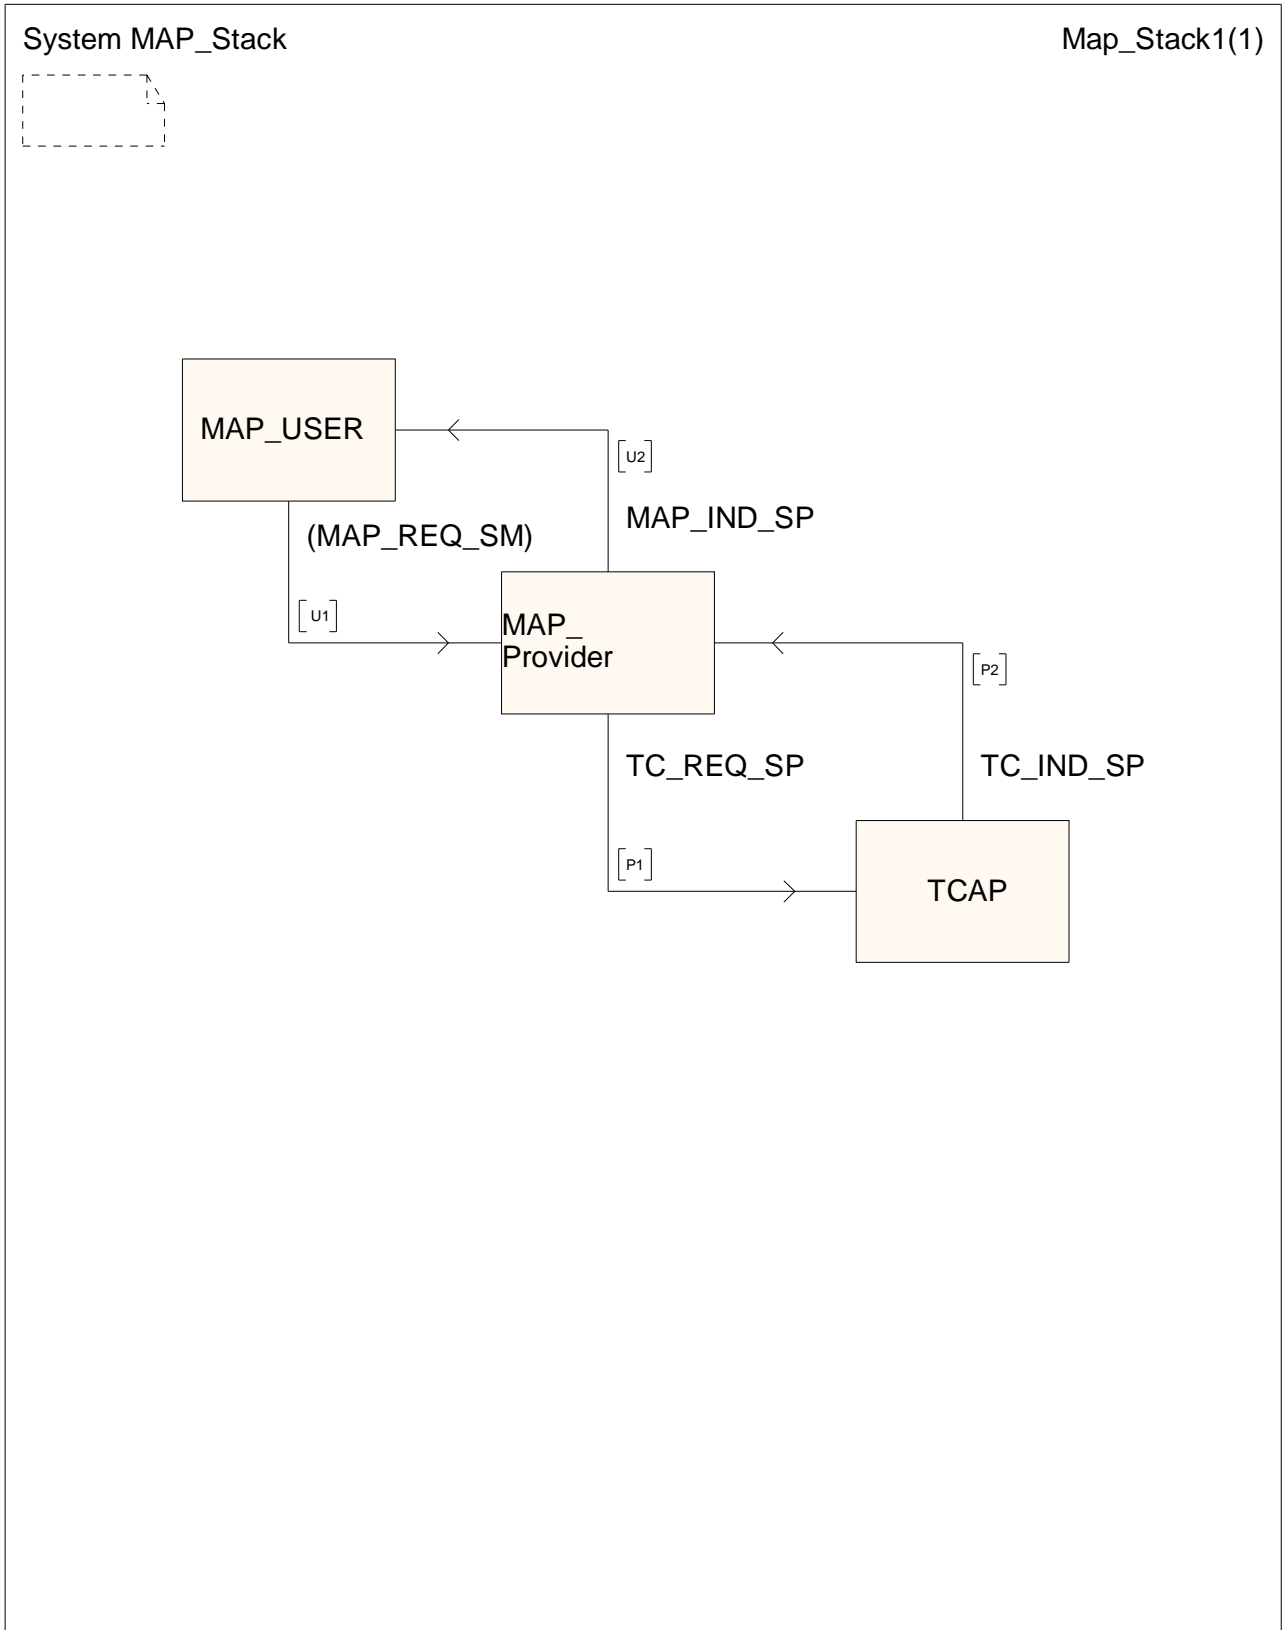 System MAP_Stack
Map_Stack1(1)
MAP_USER
[U2]
MAP_IND_SP
(MAP_REQ_SM)
[U1]
MAP_
Provider
[P2]
TC_REQ_SP
TC_IND_SP
[P1]
TCAP